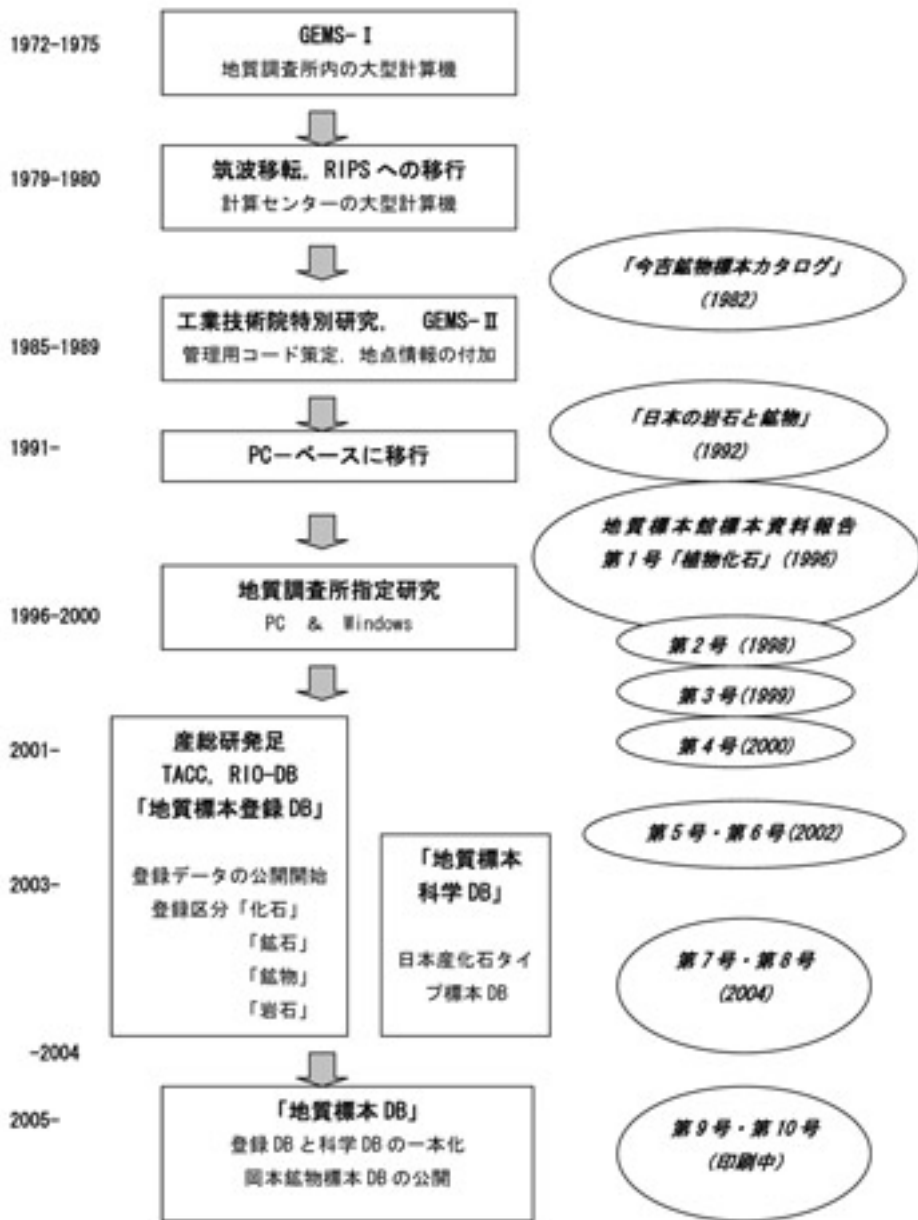 1972-1975
GEMS-Ⅰ
地質調査所内の大型計算機
1979-1980
筑波移転，RIPS への移行
計算センターの大型計算機
「今吉鉱物標本カタログ」
(1982)
1985-1989
工業技術院特別研究， GEMS-Ⅱ
管理用コード策定，地点情報の付加
「日本の岩石と鉱物」
(1992)
1991-
PC－ベースに移行
地質標本館標本資料報告
第1号「植物化石」(1996)
1996-2000
地質調査所指定研究
PC ＆ Windows
第2号 (1998)
第3号(1999)
第4号(2000)
2001-
産総研発足
TACC，RIO-DB
「地質標本登録 DB」
第5号・第6号(2002)
2003-
登録データの公開開始
登録区分「化石」
「鉱石」
「鉱物」
「岩石」
「地質標本
科学 DB」
日本産化石タイ
プ標本 DB
第7号・第8号
(2004)
-2004
2005-
「地質標本 DB」
登録 DB と科学 DB の一本化
岡本鉱物標本 DB の公開
第9号・第10号
(印刷中)